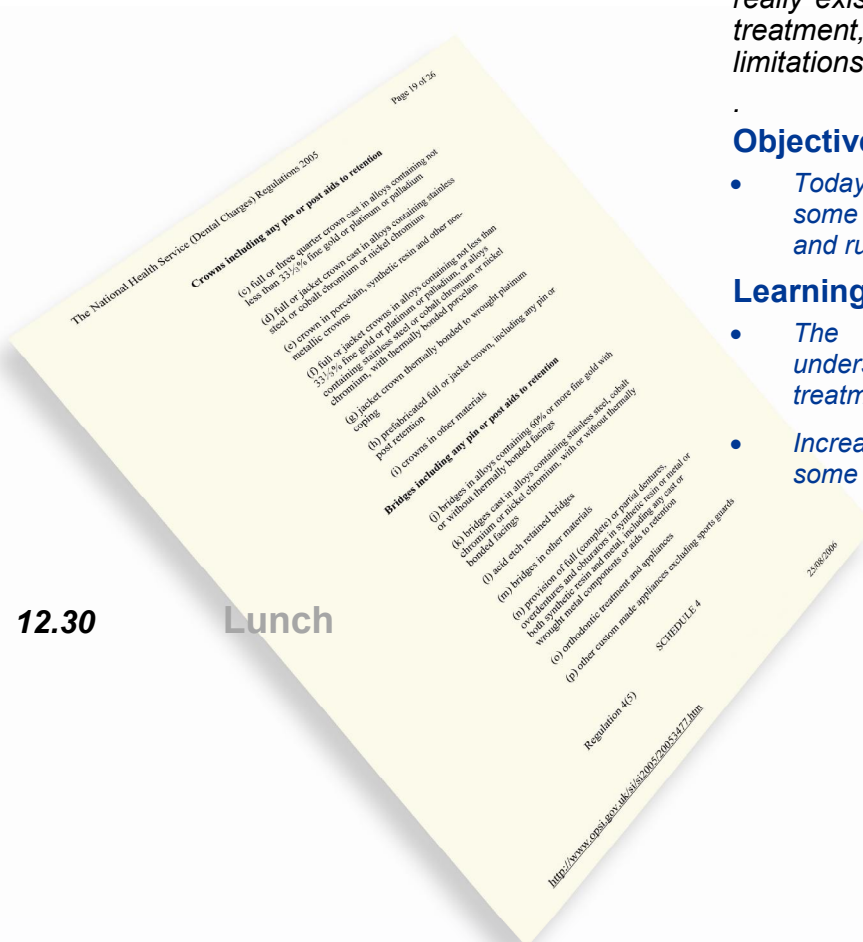 The National Health Service (Dental Charges) Regulations 2005
Page 19 of 26
Crowns including any pin or post aids to retention
(c) full or three quarter crown cast in alloys containing not
less than 33⅓% fine gold or platinum or palladium
(d) full or jacket crown cast in alloys containing stainless
steel or cobalt chromium or nickel chromium
(e) crown in porcelain, synthetic resin and other non-
metallic crowns
(f) full or jacket crowns in alloys containing not less than
33⅓% fine gold or platinum or palladium, or alloys
containing stainless steel or cobalt chromium or nickel
chromium, with thermally bonded porcelain
(g) jacket crown thermally bonded to wrought platinum
coping
(h) prefabricated full or jacket crown, including any pin or
post retention
(i) crowns in other materials
Bridges including any pin or post aids to retention
(j) bridges in alloys containing 60% or more fine gold with
or without thermally bonded facings
(k) bridges cast in alloys containing stainless steel, cobalt
chromium or nickel chromium, with or without thermally
bonded facings
(l) acid etch retained bridges
(m) bridges in other materials
(n) provision of full (complete) or partial dentures,
overdentures and obturators in synthetic resin or metal or
both synthetic resin and metal, including any cast or
wrought metal components or aids to retention
(o) orthodontic treatment and appliances
(p) other custom made appliances excluding sports guards
SCHEDULE 4
Regulation 4(5)
http://www.opsi.gov.uk/si/si2005/20053477.htm
25/08/2006
12.30 Lunch
treatment,
limitations
.
Objective
Today
some
and ru
Learning
The
unders
treatm
Increa
some